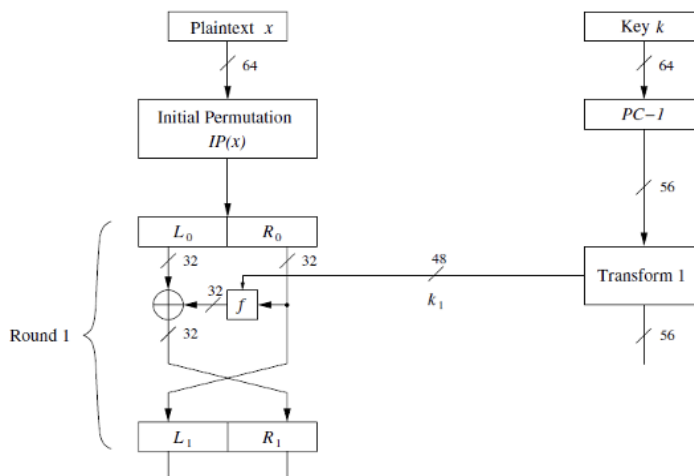 Plaintext x
Key k
64
64
Initial Permutation
IP(x)
PC-1
56
L0
R0
32
32
48
Transform 1
32
f
k1
Round 1
32
56
L1
R1